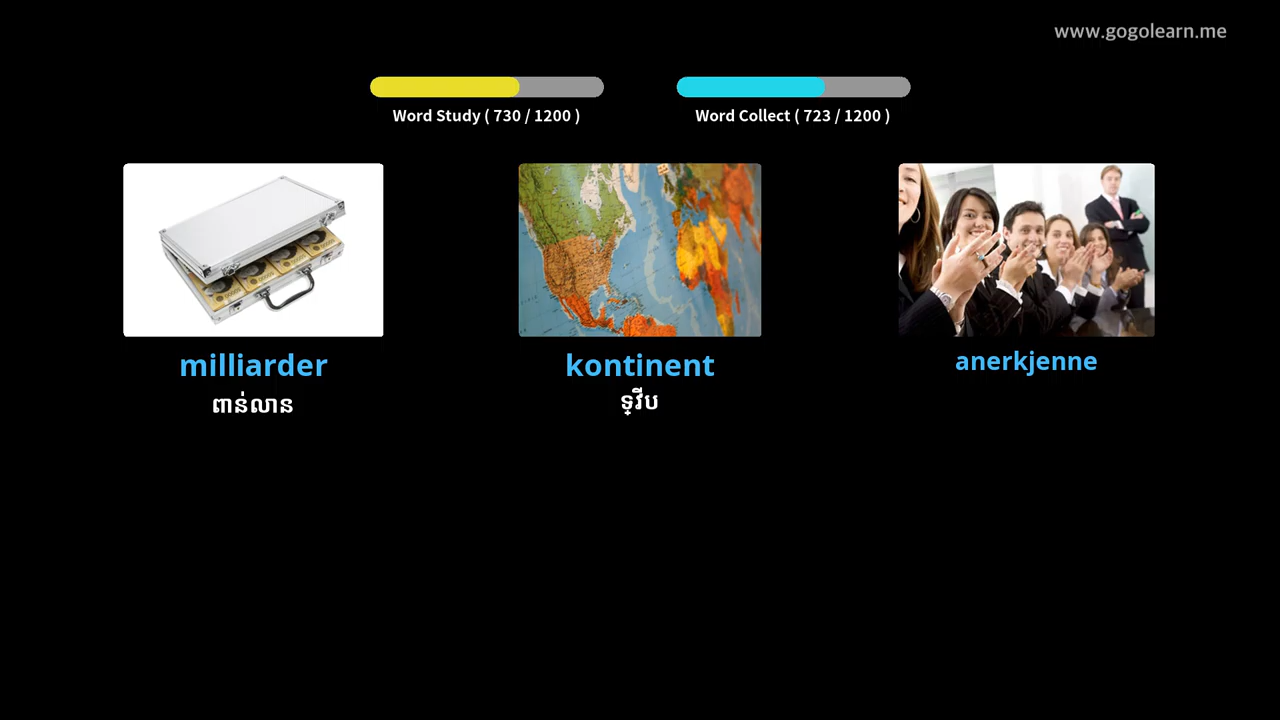 www.gogolearn.me
Word Study ( 730 / 1200 )
Word Collect ( 723 / 1200 )
milliarder
kontinent
anerkjenne
ពាន់លាន
ទ្វីប